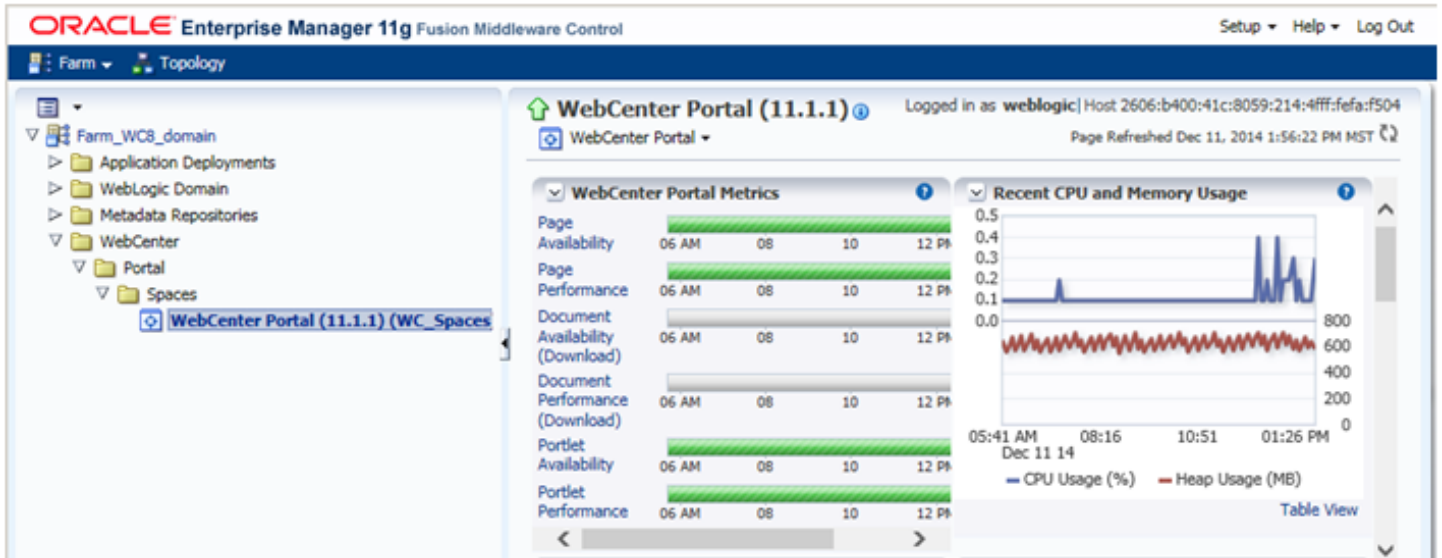 ORACLE Enterprise Manager 11g Fusion Middleware Control
Setup Help Log Out
Farm Topology
Farm_WC8_domain
Application Deployments
WebLogic Domain
Metadata Repositories
WebCenter
Portal
Spaces
WebCenter Portal (11.1.1) (WC_Spaces
WebCenter Portal (11.1.1)
Logged in as weblogic| Host 2606:b400:41c:8059:214:4fff:fefa:f504
WebCenter Portal
Page Refreshed Dec 11, 2014 1:56:22 PM MST
WebCenter Portal Metrics
Page
Availability
06 AM 08 10 12 PM
Page
Performance
06 AM 08 10 12 PM
Document
Availability
(Download)
06 AM 08 10 12 PM
Document
Performance
(Download)
06 AM 08 10 12 PM
Portlet
Availability
06 AM 08 10 12 PM
Portlet
Performance
06 AM 08 10 12 PM
Recent CPU and Memory Usage
0.5
0.4
0.3
0.2
0.1
0.0
800
600
400
200
0
05:41 AM 08:16 10:51 01:26 PM
Dec 11 14
CPU Usage (%) Heap Usage (MB)
Table View